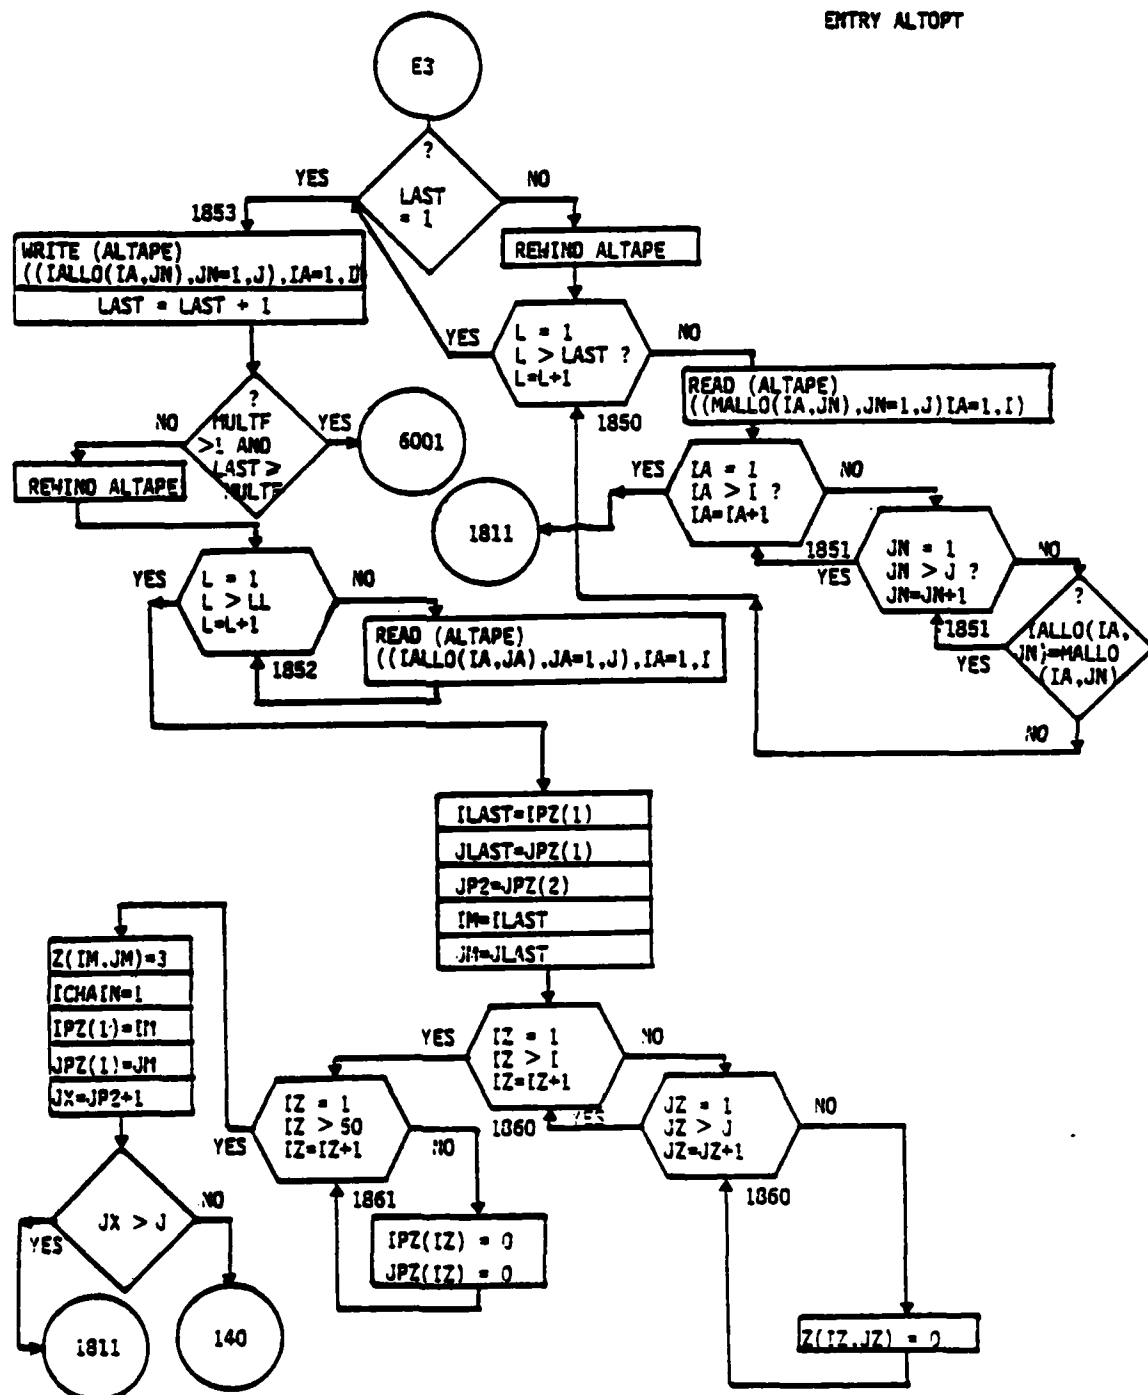 ENTRY ALTOPT
E3
?
LAST
= 1
YES
NO
1853
WRITE (ALTAPE)
((IALLO(IA,JN),JN=1,J),IA=1,I)
LAST = LAST + 1
REWIND ALTAPE
L = 1
L > LAST ?
L=L+1
YES
NO
1850
READ (ALTAPE)
((MALLO(IA,JN),JN=1,J)IA=1,I)
?
MULTF
>1 AND
LAST ≥
MULTF
NO
YES
6001
REWIND ALTAPE
IA = 1
IA > I ?
IA=IA+1
YES
NO
1811
1851
JN = 1
JN > J ?
JN=JN+1
YES
NO
1851
?
IALLO(IA,
JN)=MALLO
(IA,JN)
YES
NO
L = 1
L > LL
L=L+1
YES
NO
1852
READ (ALTAPE)
((IALLO(IA,JA),JA=1,J),IA=1,I
ILAST=IPZ(1)
JLAST=JPZ(1)
JP2=JPZ(2)
IM=ILAST
JM=JLAST
Z(IM,JM)=3
ICHAIN=1
IPZ(1)=IM
JPZ(1)=JM
JX=JP2+1
IZ = 1
IZ > I
IZ=IZ+1
YES
NO
1860
IZ = 1
IZ > 50
IZ=IZ+1
YES
NO
1861
JZ = 1
JZ > J
JZ=JZ+1
YES
NO
1860
JX > J
YES
NO
IPZ(IZ) = 0
JPZ(IZ) = 0
1811
140
Z(IZ,JZ) = 0